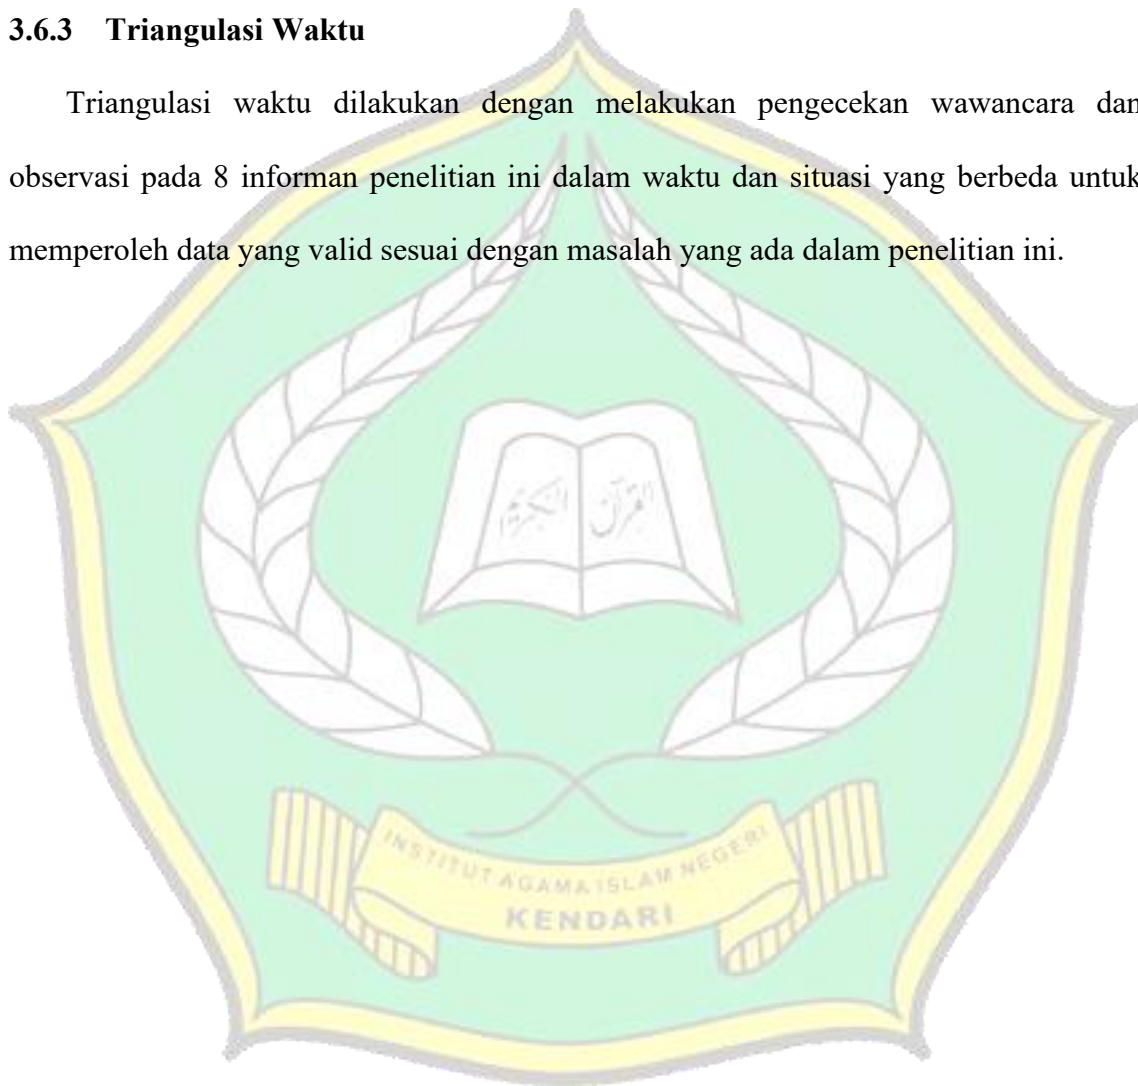 3.6.3 Triangulasi Waktu
Triangulasi waktu dilakukan dengan melakukan pengecekan wawancara dan
observasi pada 8 informan penelitian ini dalam waktu dan situasi yang berbeda untuk
memperoleh data yang valid sesuai dengan masalah yang ada dalam penelitian ini.
القرآن
الكريم
INSTITUT AGAMA ISLAM NEGERI
KENDARI